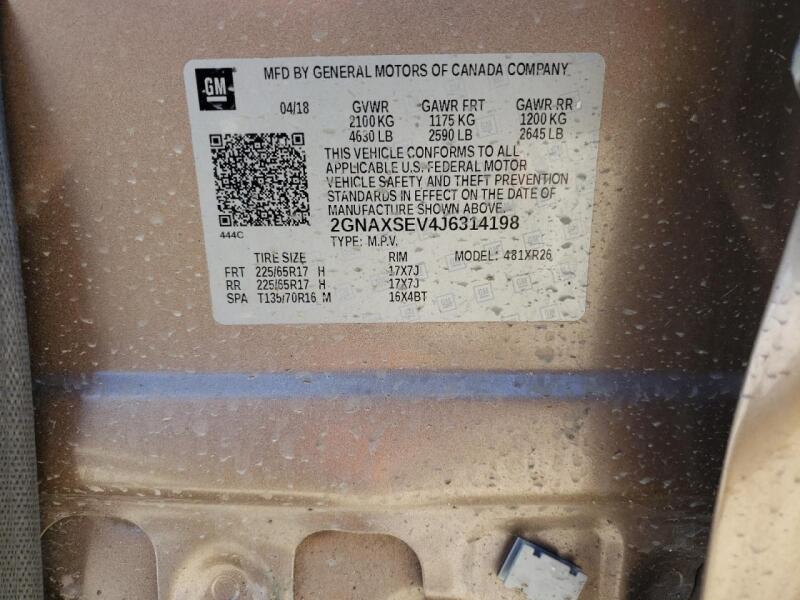 GM
MFD BY GENERAL MOTORS OF CANADA COMPANY
04/18 GVWR GAWR FRT GAWR RR
2100 KG 1175 KG 1200 KG
4630 LB 2590 LB 2645 LB
THIS VEHICLE CONFORMS TO ALL
APPLICABLE U.S. FEDERAL MOTOR
VEHICLE SAFETY AND THEFT PREVENTION
STANDARDS IN EFFECT ON THE DATE OF
MANUFACTURE SHOWN ABOVE.
444C
2GNAXSEV4J6314198
TYPE: M.P.V.
TIRE SIZE RIM MODEL: 481XR26
FRT 225/65R17 H 17X7J
RR 225/65R17 H 17X7J
SPA T135/70R16 M 16X4BT